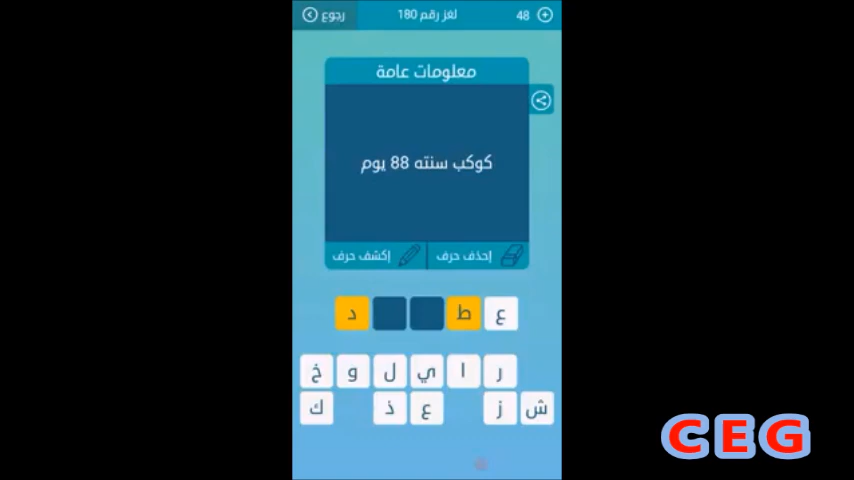 رجوع لغز رقم 180 48
معلومات عامة
كوكب سنته 88 يوم
إحذف حرف إكشف حرف
ع ط د
ر ا ي ل و خ
ش ز ع ذ ك
CEG